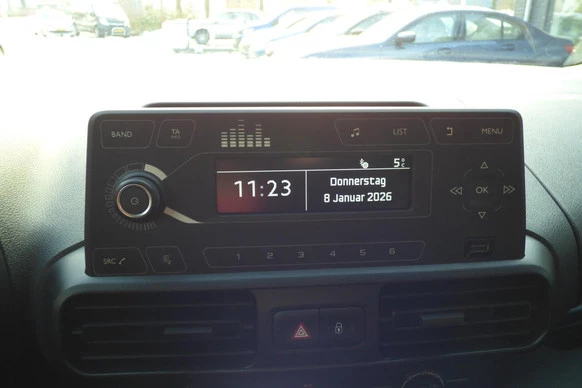 BAND
TA
LIST
MENU
5°C
11:23
Donnerstag
8 Januar 2026
OK
SRC
1 2 3 4 5 6